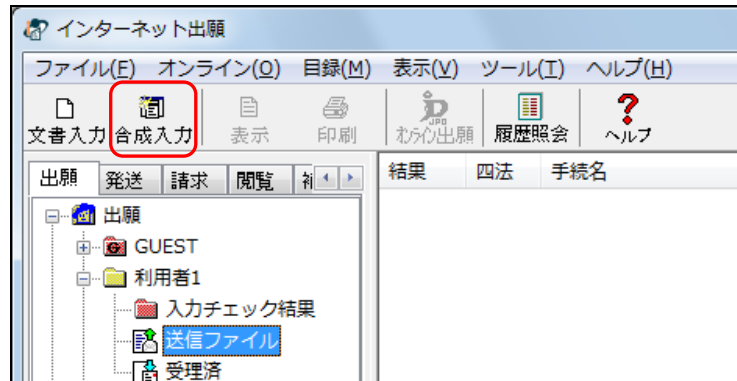 インターネット出願
ファイル(F) オンライン(O) 目録(M) 表示(V) ツール(T) ヘルプ(H)
文書入力 合成入力 表示 印刷 JPO ｵﾝﾗｲﾝ出願 履歴照会 ヘルプ
出願 発送 請求 閲覧
結果 四法 手続名
出願
GUEST
利用者1
入力チェック結果
送信ファイル
受理済